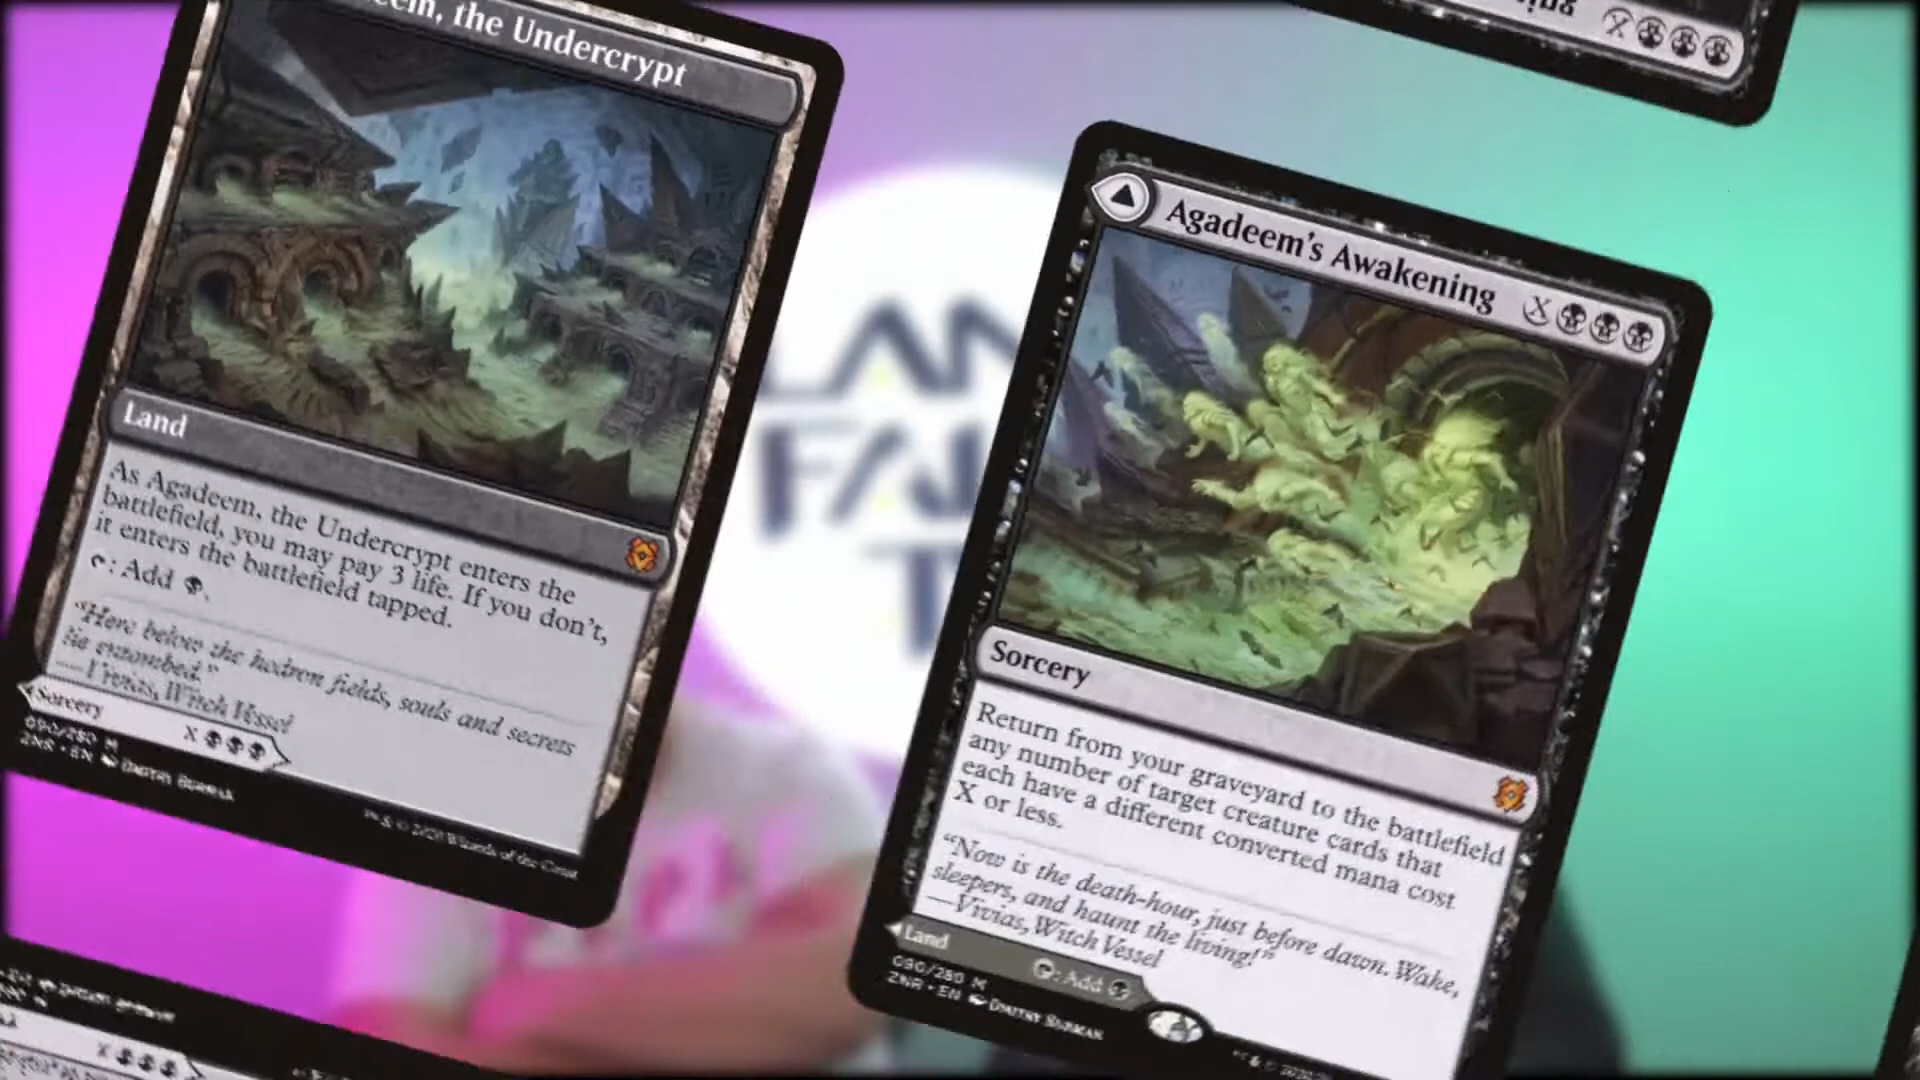 the Undercrypt
Land
As Agadeem, the Undercrypt enters the
battlefield, you may pay 3 life. If you don't,
it enters the battlefield tapped.
: Add .
“Here below the hedron fields, souls and secrets
lie entombed.”
—Vivias, Witch Vessel
Sorcery
X
090/280 M
ZNR • EN
Agadeem's Awakening
X
Sorcery
Return from your graveyard to the battlefield
any number of target creature cards that
each have a different converted mana cost
X or less.
“Now is the death-hour, just before dawn. Wake,
sleepers, and haunt the living!”
—Vivias, Witch Vessel
Land
: Add
090/280 M
ZNR • EN
X
X